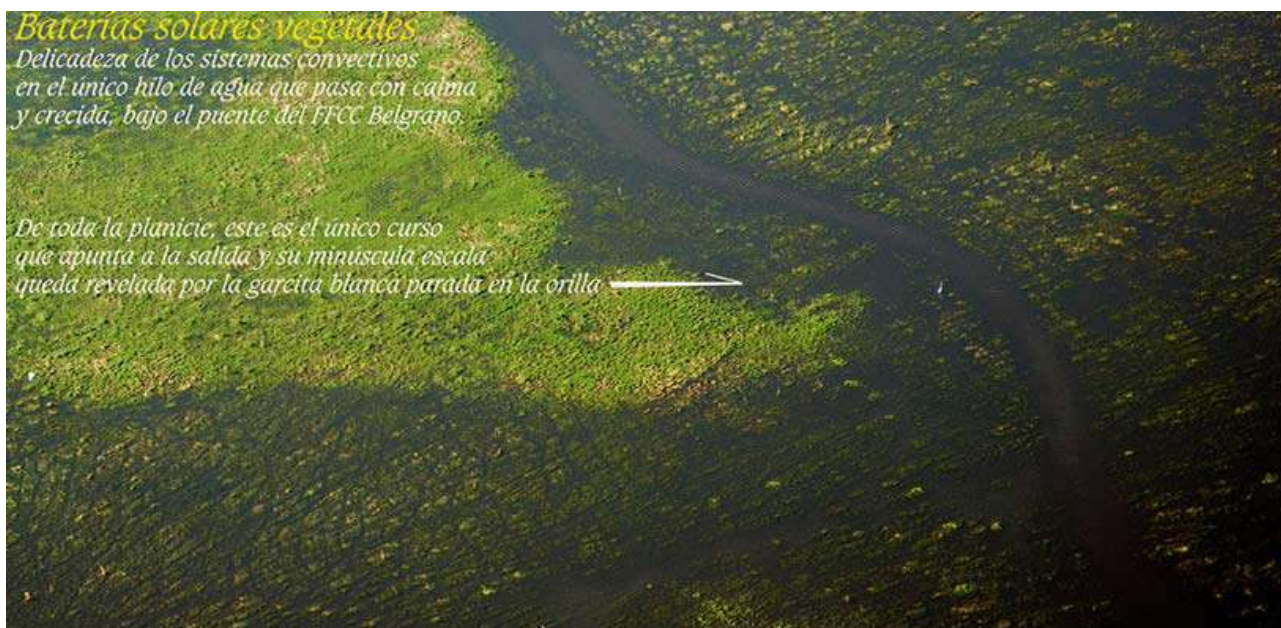 Baterías solares vegetales
Delicadeza de los sistemas convectivos
en el único hilo de agua que pasa con calma
y crecida, bajo el puente del FFCC Belgrano.
De toda la planicie, este es el único curso
que apunta a la salida y su minúscula escala
queda revelada por la garcita blanca parada en la orilla